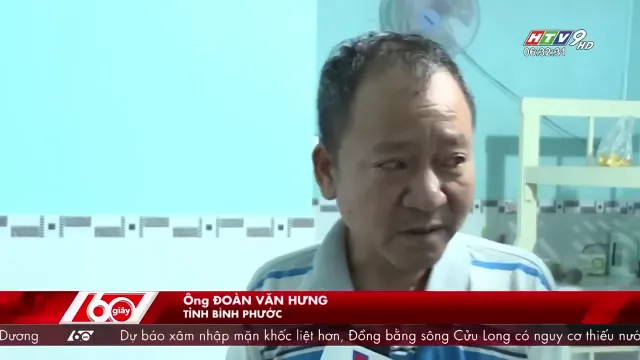 HTV9 HD
06:32:31
Ông ĐOÀN VĂN HƯNG
TỈNH BÌNH PHƯỚC
60 giây
Dương 60 Dự báo xâm nhập mặn khốc liệt hơn, Đồng bằng sông Cửu Long có nguy cơ thiếu nướ